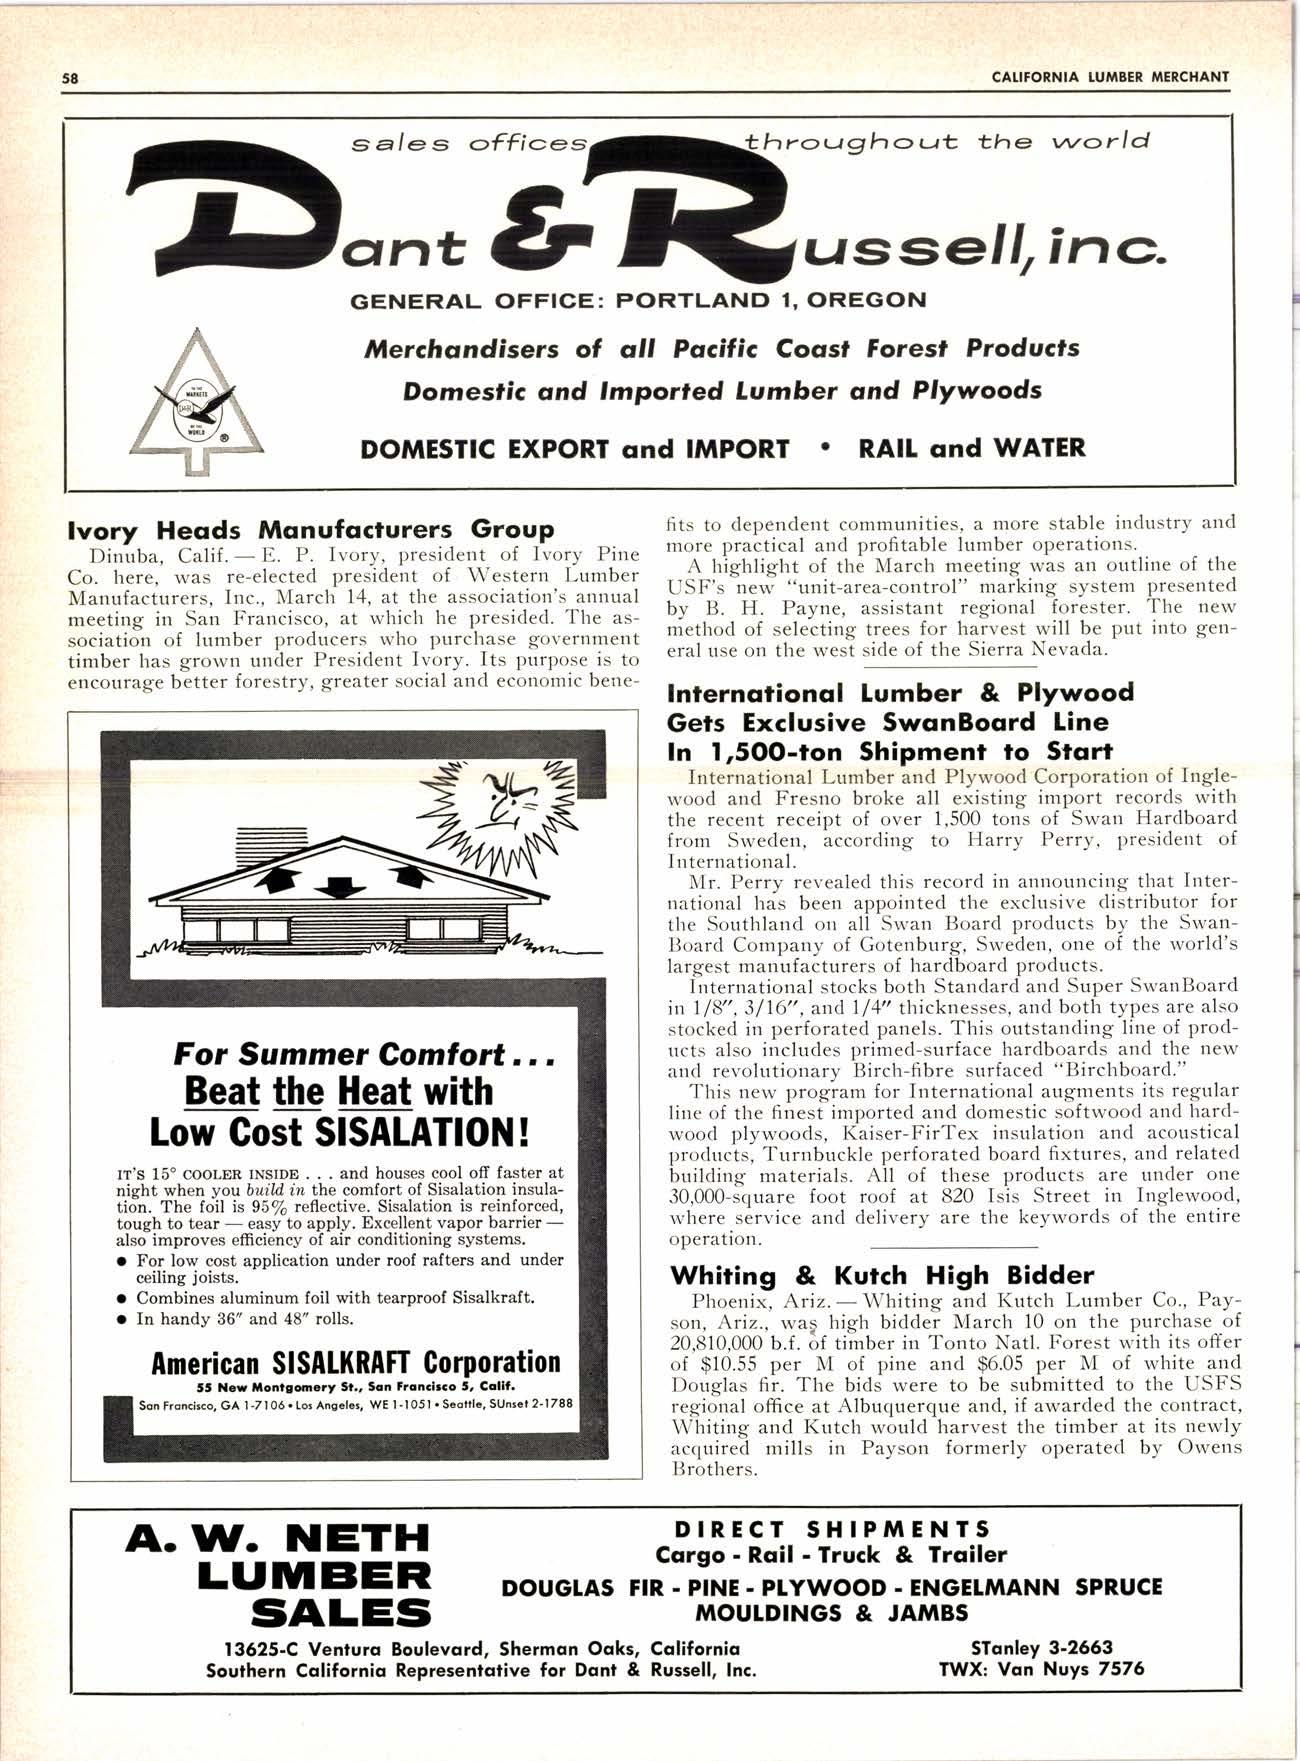 58
CALIFORNIA LUMBER MERCHANT
sales offices throughout the world
Dant & Russell, inc.
GENERAL OFFICE: PORTLAND 1, OREGON
Merchandisers of all Pacific Coast Forest Products
Domestic and Imported Lumber and Plywoods
DOMESTIC EXPORT and IMPORT • RAIL and WATER
TO THE
MARKETS
D&R
OF THE
WORLD
®
Ivory Heads Manufacturers Group
Dinuba, Calif. — E. P. Ivory, president of Ivory Pine
Co. here, was re-elected president of Western Lumber
Manufacturers, Inc., March 14, at the association's annual
meeting in San Francisco, at which he presided. The as-
sociation of lumber producers who purchase government
timber has grown under President Ivory. Its purpose is to
encourage better forestry, greater social and economic bene-
fits to dependent communities, a more stable industry and
more practical and profitable lumber operations.
A highlight of the March meeting was an outline of the
USF's new "unit-area-control" marking system presented
by B. H. Payne, assistant regional forester. The new
method of selecting trees for harvest will be put into gen-
eral use on the west side of the Sierra Nevada.
For Summer Comfort...
Beat the Heat with
Low Cost SISALATION!
IT'S 15° COOLER INSIDE . . . and houses cool off faster at
night when you build in the comfort of Sisalation insula-
tion. The foil is 95% reflective. Sisalation is reinforced,
tough to tear — easy to apply. Excellent vapor barrier —
also improves efficiency of air conditioning systems.
• For low cost application under roof rafters and under
ceiling joists.
• Combines aluminum foil with tearproof Sisalkraft.
• In handy 36" and 48" rolls.
American SISALKRAFT Corporation
55 New Montgomery St., San Francisco 5, Calif.
San Francisco, GA 1-7106 • Los Angeles, WE 1-1051 • Seattle, SUnset 2-1788
International Lumber & Plywood
Gets Exclusive SwanBoard Line
In 1,500-ton Shipment to Start
International Lumber and Plywood Corporation of Ingle-
wood and Fresno broke all existing import records with
the recent receipt of over 1,500 tons of Swan Hardboard
from Sweden, according to Harry Perry, president of
International.
Mr. Perry revealed this record in announcing that Inter-
national has been appointed the exclusive distributor for
the Southland on all Swan Board products by the Swan-
Board Company of Gotenburg, Sweden, one of the world's
largest manufacturers of hardboard products.
International stocks both Standard and Super SwanBoard
in 1/8", 3/16", and 1/4" thicknesses, and both types are also
stocked in perforated panels. This outstanding line of prod-
ucts also includes primed-surface hardboards and the new
and revolutionary Birch-fibre surfaced "Birchboard."
This new program for International augments its regular
line of the finest imported and domestic softwood and hard-
wood plywoods, Kaiser-FirTex insulation and acoustical
products, Turnbuckle perforated board fixtures, and related
building materials. All of these products are under one
30,000-square foot roof at 820 Isis Street in Inglewood,
where service and delivery are the keywords of the entire
operation.
Whiting & Kutch High Bidder
Phoenix, Ariz. — Whiting and Kutch Lumber Co., Pay-
son, Ariz., was high bidder March 10 on the purchase of
20,810,000 b.f. of timber in Tonto Natl. Forest with its offer
of $10.55 per M of pine and $6.05 per M of white and
Douglas fir. The bids were to be submitted to the USFS
regional office at Albuquerque and, if awarded the contract,
Whiting and Kutch would harvest the timber at its newly
acquired mills in Payson formerly operated by Owens
Brothers.
A. W. NETH
LUMBER
SALES
DIRECT SHIPMENTS
Cargo - Rail - Truck & Trailer
DOUGLAS FIR - PINE - PLYWOOD - ENGELMANN SPRUCE
MOULDINGS & JAMBS
13625-C Ventura Boulevard, Sherman Oaks, California
Southern California Representative for Dant & Russell, Inc.
STanley 3-2663
TWX: Van Nuys 7576